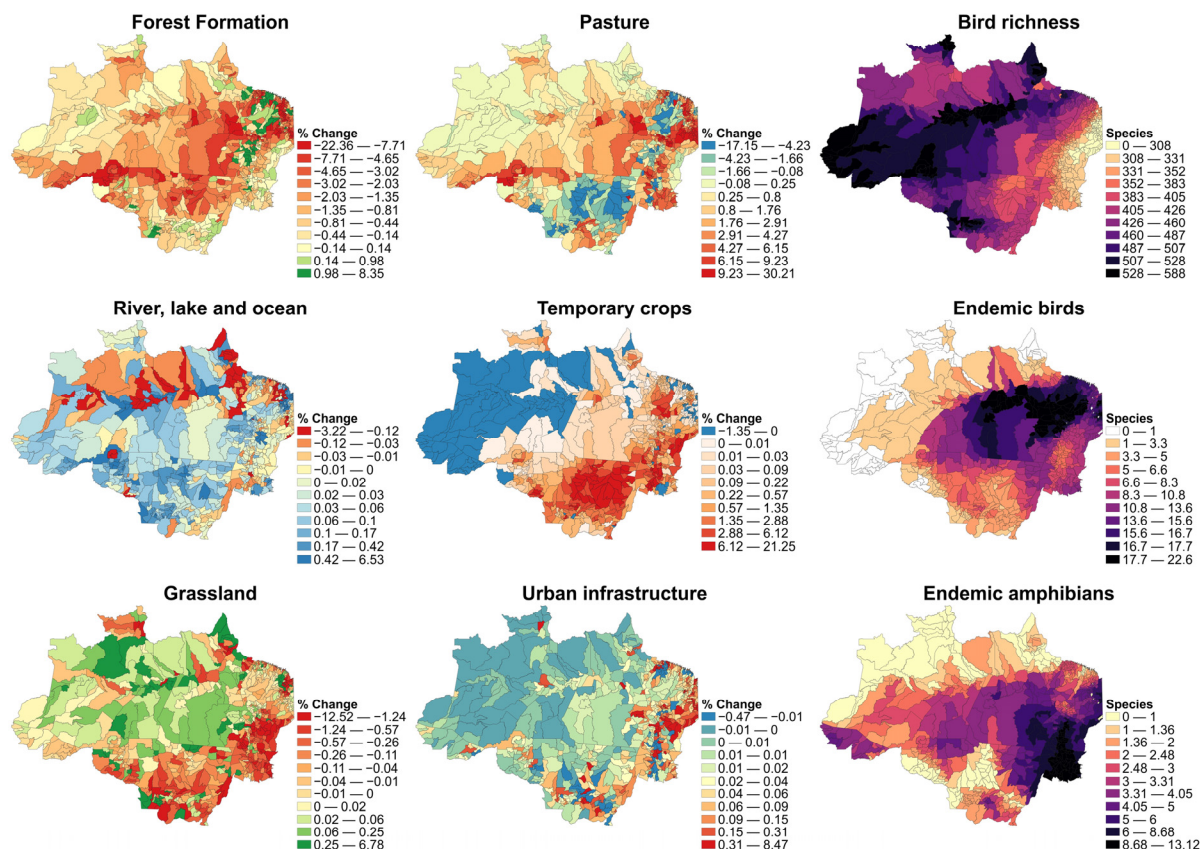 Forest Formation
% Change
−22.36 — −7.71
−7.71 — −4.65
−4.65 — −3.02
−3.02 — −2.03
−2.03 — −1.35
−1.35 — −0.81
−0.81 — −0.44
−0.44 — −0.14
−0.14 — 0.14
0.14 — 0.98
0.98 — 8.35
Pasture
% Change
−17.15 — −4.23
−4.23 — −1.66
−1.66 — −0.08
−0.08 — 0.25
0.25 — 0.8
0.8 — 1.76
1.76 — 2.91
2.91 — 4.27
4.27 — 6.15
6.15 — 9.23
9.23 — 30.21
Bird richness
Species
0 — 308
308 — 331
331 — 352
352 — 383
383 — 405
405 — 426
426 — 460
460 — 487
487 — 507
507 — 528
528 — 588
River, lake and ocean
% Change
−3.22 — −0.12
−0.12 — −0.03
−0.03 — −0.01
−0.01 — 0
0 — 0.02
0.02 — 0.03
0.03 — 0.06
0.06 — 0.1
0.1 — 0.17
0.17 — 0.42
0.42 — 6.53
Temporary crops
% Change
−1.35 — 0
0 — 0.01
0.01 — 0.03
0.03 — 0.09
0.09 — 0.22
0.22 — 0.57
0.57 — 1.35
1.35 — 2.88
2.88 — 6.12
6.12 — 21.25
Endemic birds
Species
0 — 1
1 — 3.3
3.3 — 5
5 — 6.6
6.6 — 8.3
8.3 — 10.8
10.8 — 13.6
13.6 — 15.6
15.6 — 16.7
16.7 — 17.7
17.7 — 22.6
Grassland
% Change
−12.52 — −1.24
−1.24 — −0.57
−0.57 — −0.26
−0.26 — −0.11
−0.11 — −0.04
−0.04 — −0.01
−0.01 — 0
0 — 0.02
0.02 — 0.06
0.06 — 0.25
0.25 — 6.78
Urban infrastructure
% Change
−0.47 — −0.01
−0.01 — 0
0 — 0.01
0.01 — 0.01
0.01 — 0.02
0.02 — 0.04
0.04 — 0.06
0.06 — 0.09
0.09 — 0.15
0.15 — 0.31
0.31 — 8.47
Endemic amphibians
Species
0 — 1
1 — 1.36
1.36 — 2
2 — 2.48
2.48 — 3
3 — 3.31
3.31 — 4.05
4.05 — 5
5 — 6
6 — 8.68
8.68 — 13.12